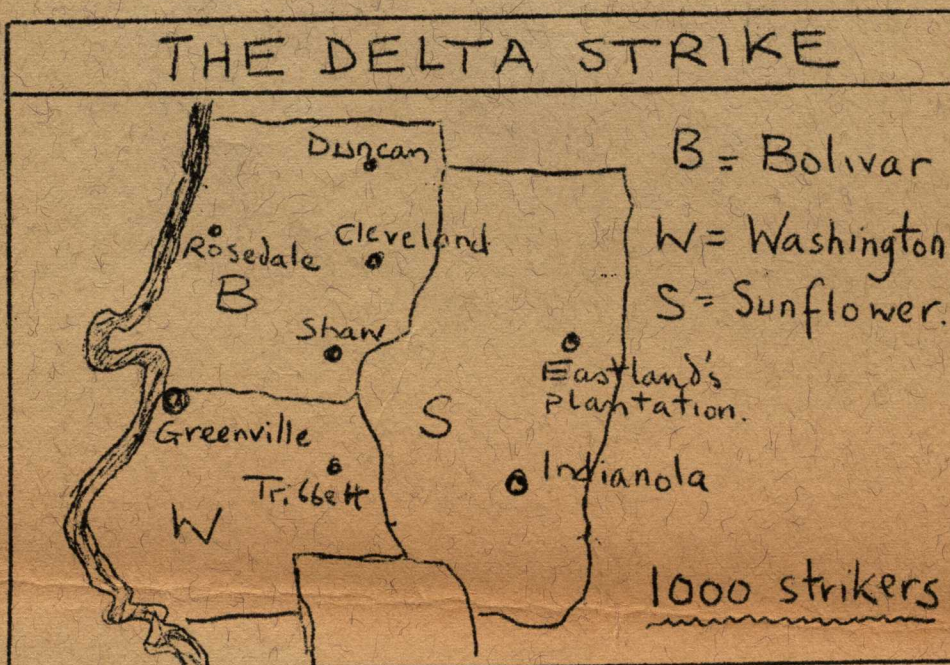 THE DELTA STRIKE
Duncan
B = Bolivar
Rosedale
Cleveland
W = Washington
B
S = Sunflower.
Shaw
Eastland's
plantation.
S
Greenville
Indianola
Tribbett
W
1000 strikers